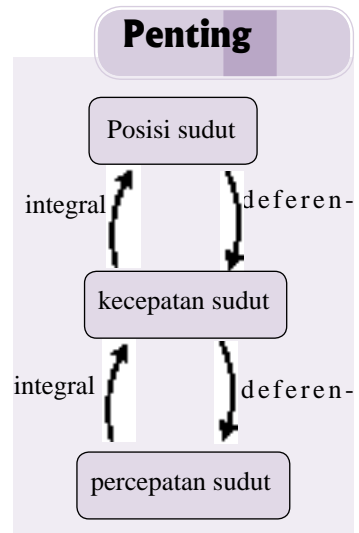 Penting
Posisi sudut
integral
deferen-
kecepatan sudut
integral
deferen-
percepatan sudut